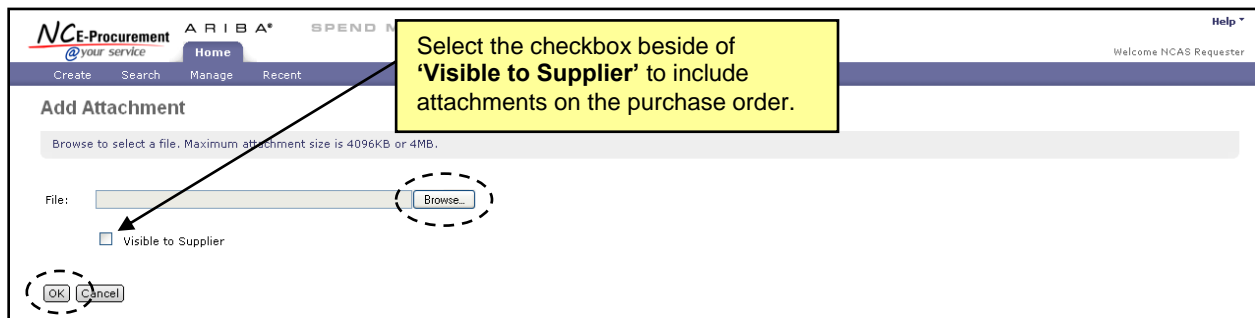 NCE-Procurement
@your service
ARIBA®
SPEND
Help
Home
Welcome NCAS Requester
Create Search Manage Recent
Select the checkbox beside of
‘Visible to Supplier’ to include
attachments on the purchase order.
Add Attachment
Browse to select a file. Maximum attachment size is 4096KB or 4MB.
File:
Browse...
Visible to Supplier
OK Cancel